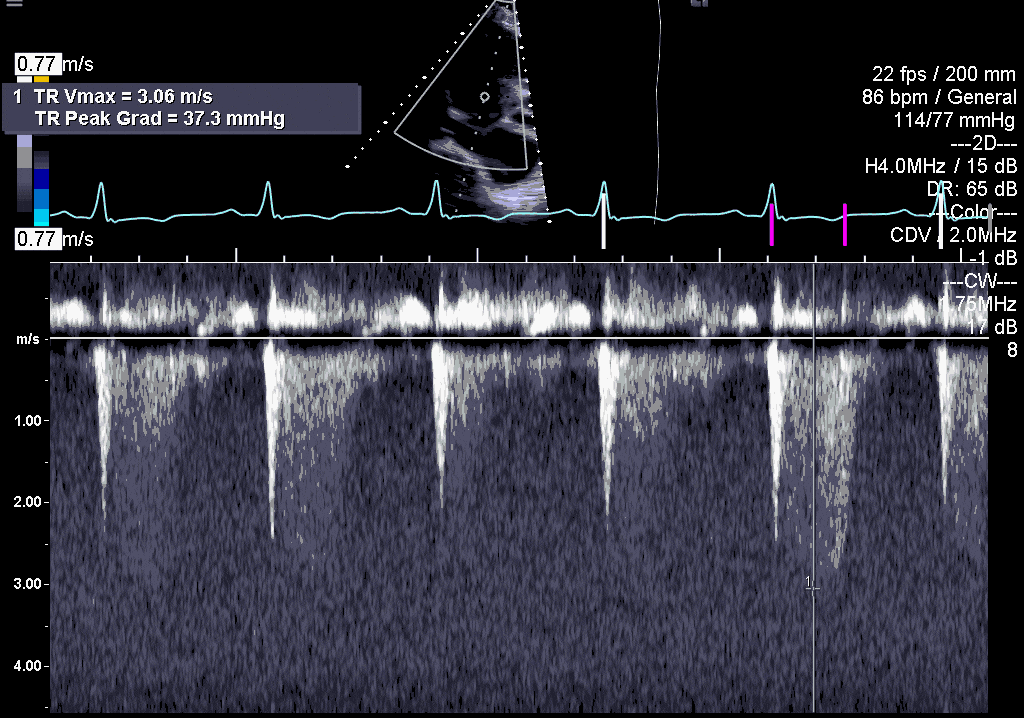 0.77 m/s
1 TR Vmax = 3.06 m/s
TR Peak Grad = 37.3 mmHg
0.77 m/s
22 fps / 200 mm
86 bpm / General
114/77 mmHg
---2D---
H4.0MHz / 15 dB
DR: 65 dB
---Color---
CDV / 2.0MHz
-1 dB
---CW---
1.75MHz
17 dB
8
m/s
1.00
2.00
3.00
4.00
1